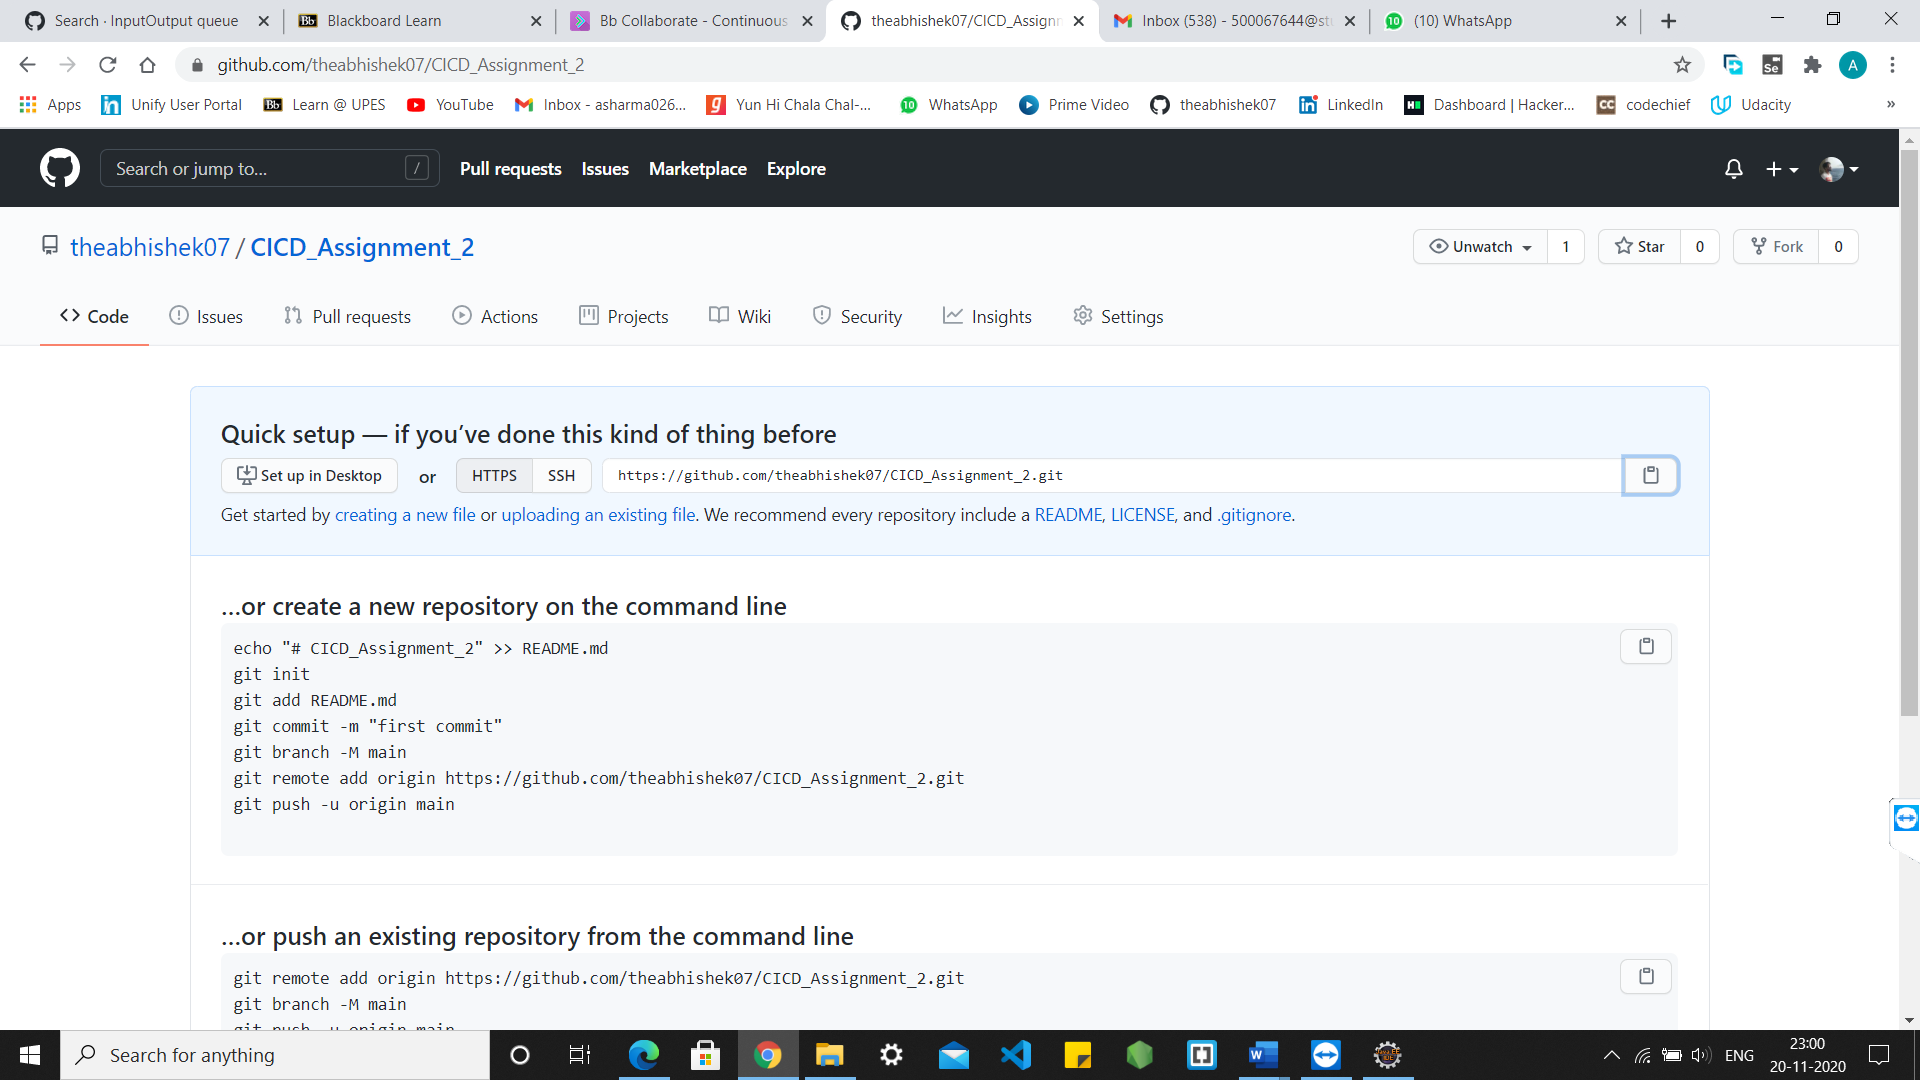 Search · InputOutput queue
Blackboard Learn
Bb Collaborate - Continuous
theabhishek07/CICD_Assignm
Inbox (538) - 500067644@stu
(10) WhatsApp
github.com/theabhishek07/CICD_Assignment_2
A
Apps
Unify User Portal
Learn @ UPES
YouTube
Inbox - asharma026...
Yun Hi Chala Chal-...
WhatsApp
Prime Video
theabhishek07
LinkedIn
Dashboard | Hacker...
codechief
Udacity
»
Search or jump to...
/
Pull requests
Issues
Marketplace
Explore
theabhishek07 / CICD_Assignment_2
Unwatch 1
Star 0
Fork 0
Code
Issues
Pull requests
Actions
Projects
Wiki
Security
Insights
Settings
Quick setup — if you’ve done this kind of thing before
Set up in Desktop or HTTPS SSH https://github.com/theabhishek07/CICD_Assignment_2.git
Get started by creating a new file or uploading an existing file. We recommend every repository include a README, LICENSE, and .gitignore.
…or create a new repository on the command line
echo "# CICD_Assignment_2" >> README.md
git init
git add README.md
git commit -m "first commit"
git branch -M main
git remote add origin https://github.com/theabhishek07/CICD_Assignment_2.git
git push -u origin main
…or push an existing repository from the command line
git remote add origin https://github.com/theabhishek07/CICD_Assignment_2.git
git branch -M main
git push -u origin main
Search for anything
ENG
23:00
20-11-2020